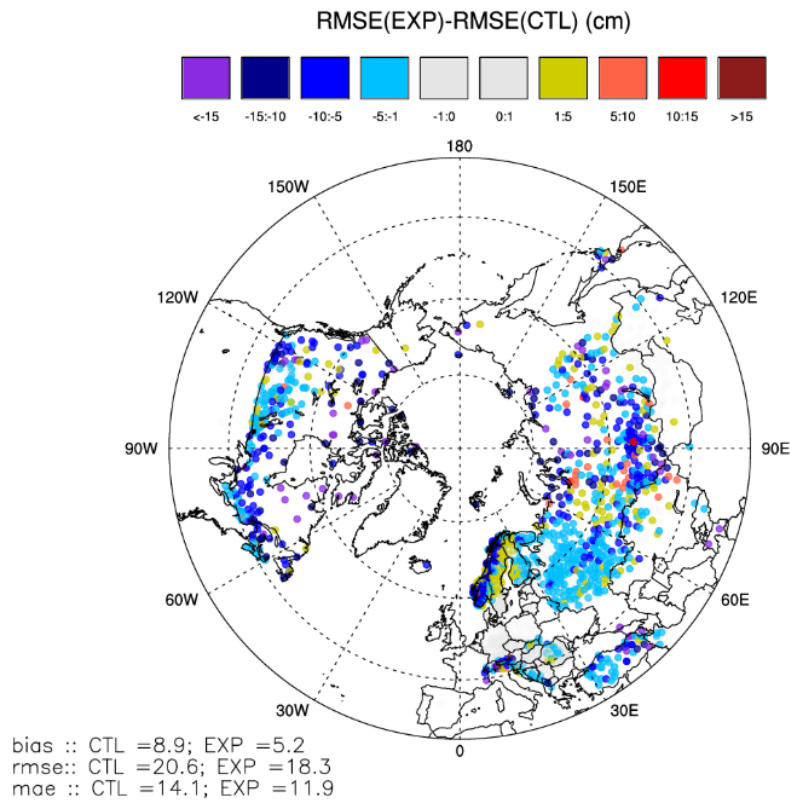 RMSE(EXP)-RMSE(CTL) (cm)
<-15 -15:-10 -10:-5 -5:-1 -1:0 0:1 1:5 5:10 10:15 >15
180
150W 150E
120W 120E
90W 90E
60W 60E
30W 30E
0
bias :: CTL =8.9; EXP =5.2
rmse:: CTL =20.6; EXP =18.3
mae :: CTL =14.1; EXP =11.9